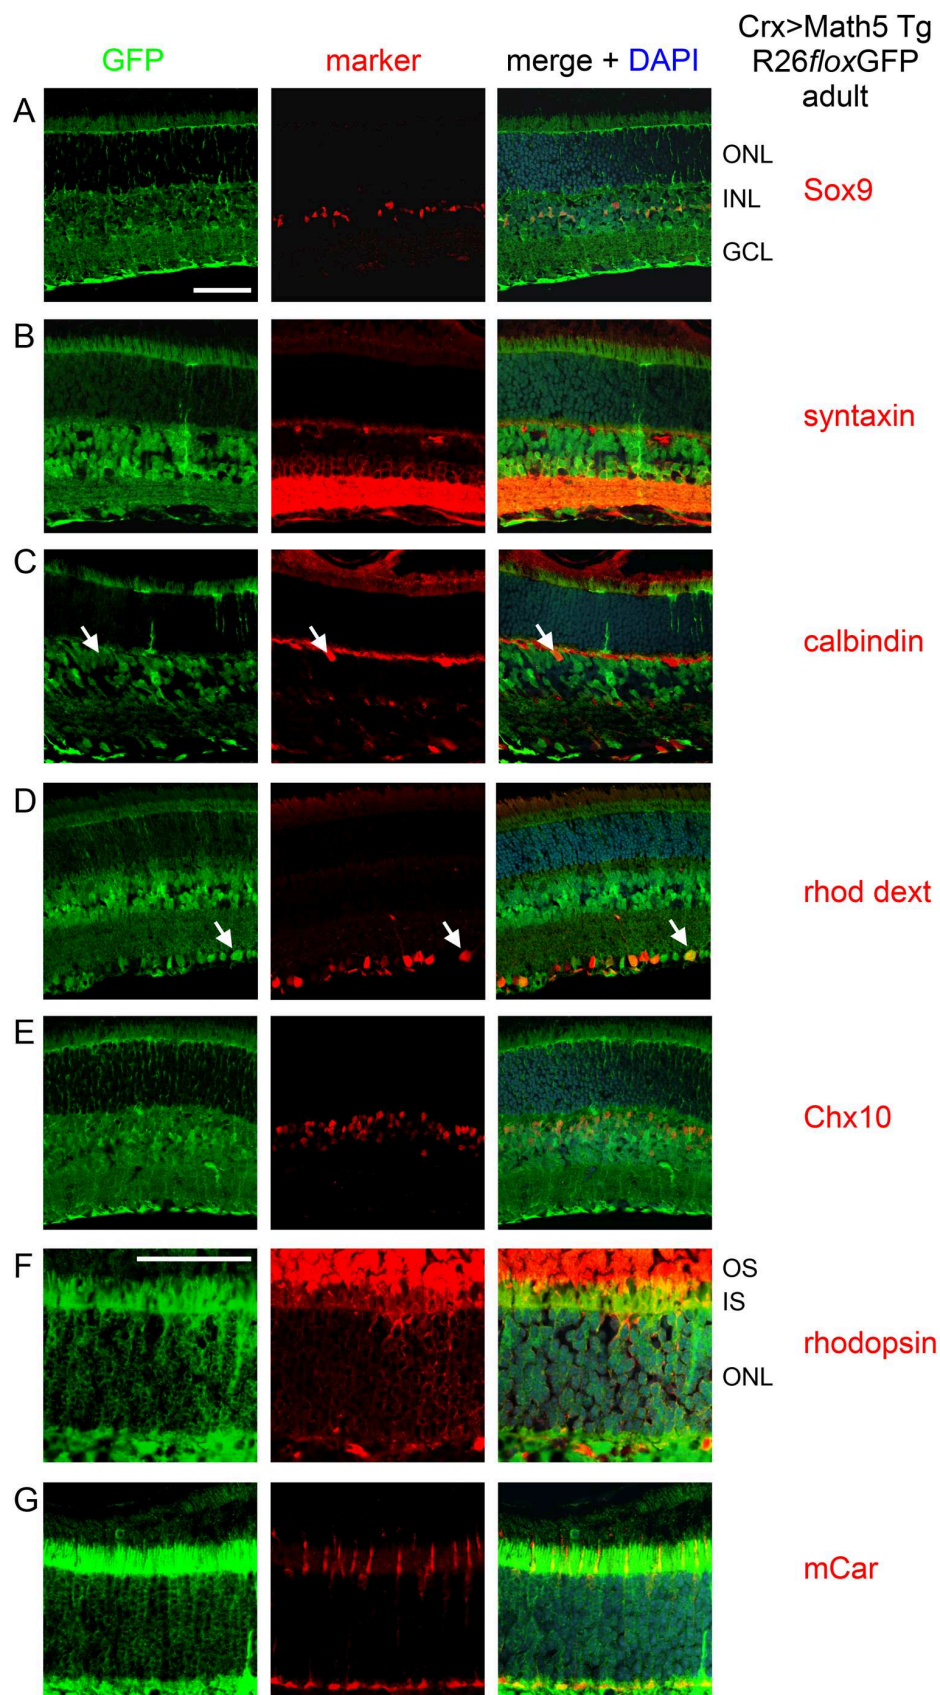 GFP
marker
merge + DAPI
Crx>Math5 Tg
R26floxGFP
adult
A
ONL
INL
GCL
Sox9
B
syntaxin
C
calbindin
D
rhod dext
E
Chx10
F
OS
IS
ONL
rhodopsin
G
mCar